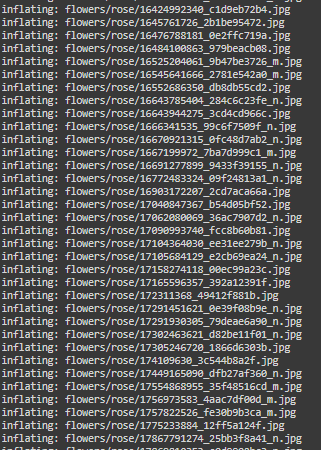 inflating: flowers/rose/16424992340_c1d9eb72b4.jpg
inflating: flowers/rose/1645761726_2b1be95472.jpg
inflating: flowers/rose/16476788181_0e2ffc719a.jpg
inflating: flowers/rose/16484100863_979beacb08.jpg
inflating: flowers/rose/16525204061_9b47be3726_m.jpg
inflating: flowers/rose/16545641666_2781e542a0_m.jpg
inflating: flowers/rose/16552686350_db8db55cd2.jpg
inflating: flowers/rose/16643785404_284c6c23fe_n.jpg
inflating: flowers/rose/16644944275_3cd4cd966c.jpg
inflating: flowers/rose/1666341535_99c6f7509f_n.jpg
inflating: flowers/rose/16670921315_0fc48d7ab2_n.jpg
inflating: flowers/rose/1667199972_7ba7d999c1_m.jpg
inflating: flowers/rose/16691277899_9433f39155_n.jpg
inflating: flowers/rose/16772483324_09f24813a1_n.jpg
inflating: flowers/rose/16903172207_2cd7aca66a.jpg
inflating: flowers/rose/17040847367_b54d05bf52.jpg
inflating: flowers/rose/17062080069_36ac7907d2_n.jpg
inflating: flowers/rose/17090993740_fcc8b60b81.jpg
inflating: flowers/rose/17104364030_ee31ee279b_n.jpg
inflating: flowers/rose/17105684129_e2cb69ea24_n.jpg
inflating: flowers/rose/17158274118_00ec99a23c.jpg
inflating: flowers/rose/17165596357_392a12391f.jpg
inflating: flowers/rose/172311368_49412f881b.jpg
inflating: flowers/rose/17291451621_0e39f08b9e_n.jpg
inflating: flowers/rose/17291930305_79deae6a90_n.jpg
inflating: flowers/rose/17302463621_d82be11f01_n.jpg
inflating: flowers/rose/17305246720_1866d6303b.jpg
inflating: flowers/rose/174109630_3c544b8a2f.jpg
inflating: flowers/rose/17449165090_dfb27af360_n.jpg
inflating: flowers/rose/17554868955_35f48516cd_m.jpg
inflating: flowers/rose/1756973583_4aac7df00d_m.jpg
inflating: flowers/rose/1757822526_fe30b9b3ca_m.jpg
inflating: flowers/rose/1775233884_12ff5a124f.jpg
inflating: flowers/rose/17867791274_25bb3f8a41_n.jpg